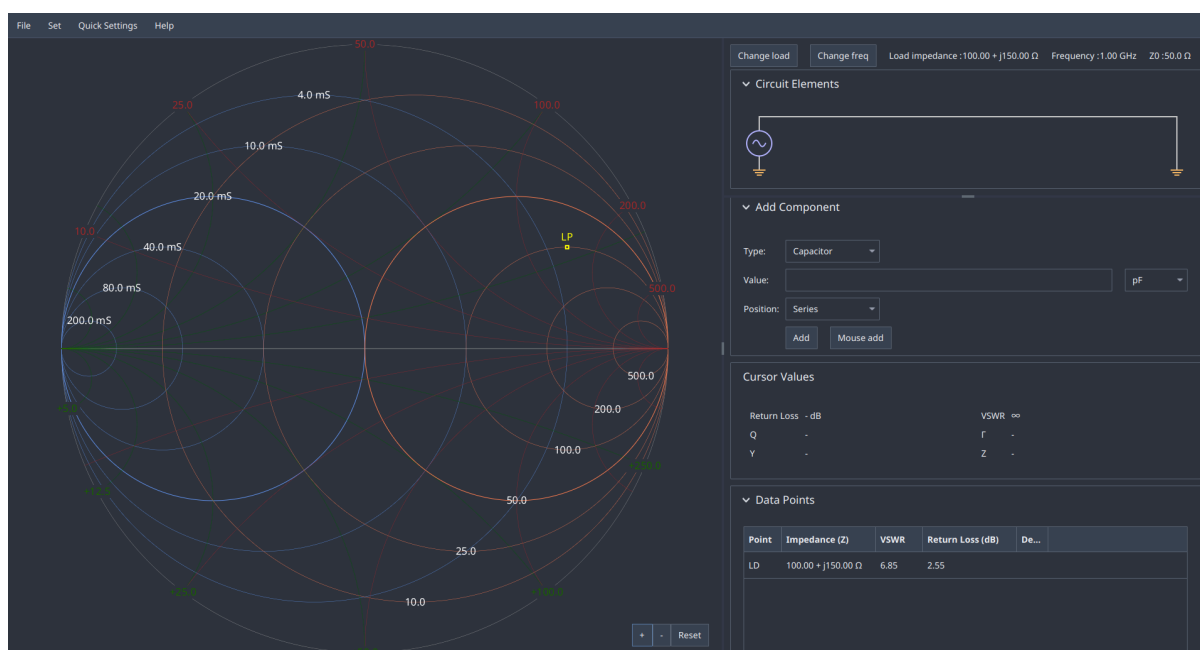 File Set Quick Settings Help
50.0
Change load Change freq Load impedance :100.00 + j150.00 Ω Frequency :1.00 GHz Z0 :50.0 Ω
Circuit Elements
4.0 mS
25.0 100.0
10.0 mS
20.0 mS
200.0
Add Component
10.0
LP
40.0 mS
Type: Capacitor
Value: pF
80.0 mS
500.0
Position: Series
200.0 mS
Add Mouse add
500.0
Cursor Values
200.0
Return Loss - dB VSWR ∞
Q - Γ -
Y - Z -
100.0
50.0
Data Points
25.0
Point Impedance (Z) VSWR Return Loss (dB) De...
LD 100.00 + j150.00 Ω 6.85 2.55
10.0
+ - Reset